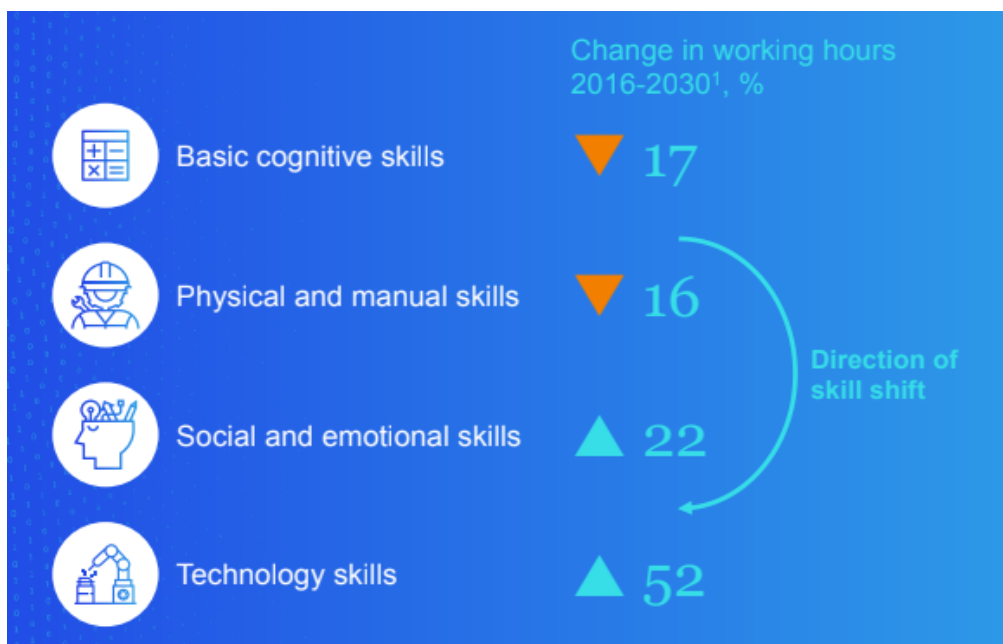 Change in working hours
2016-2030¹, %
Basic cognitive skills
17
Physical and manual skills
16
Direction of
skill shift
Social and emotional skills
22
Technology skills
52